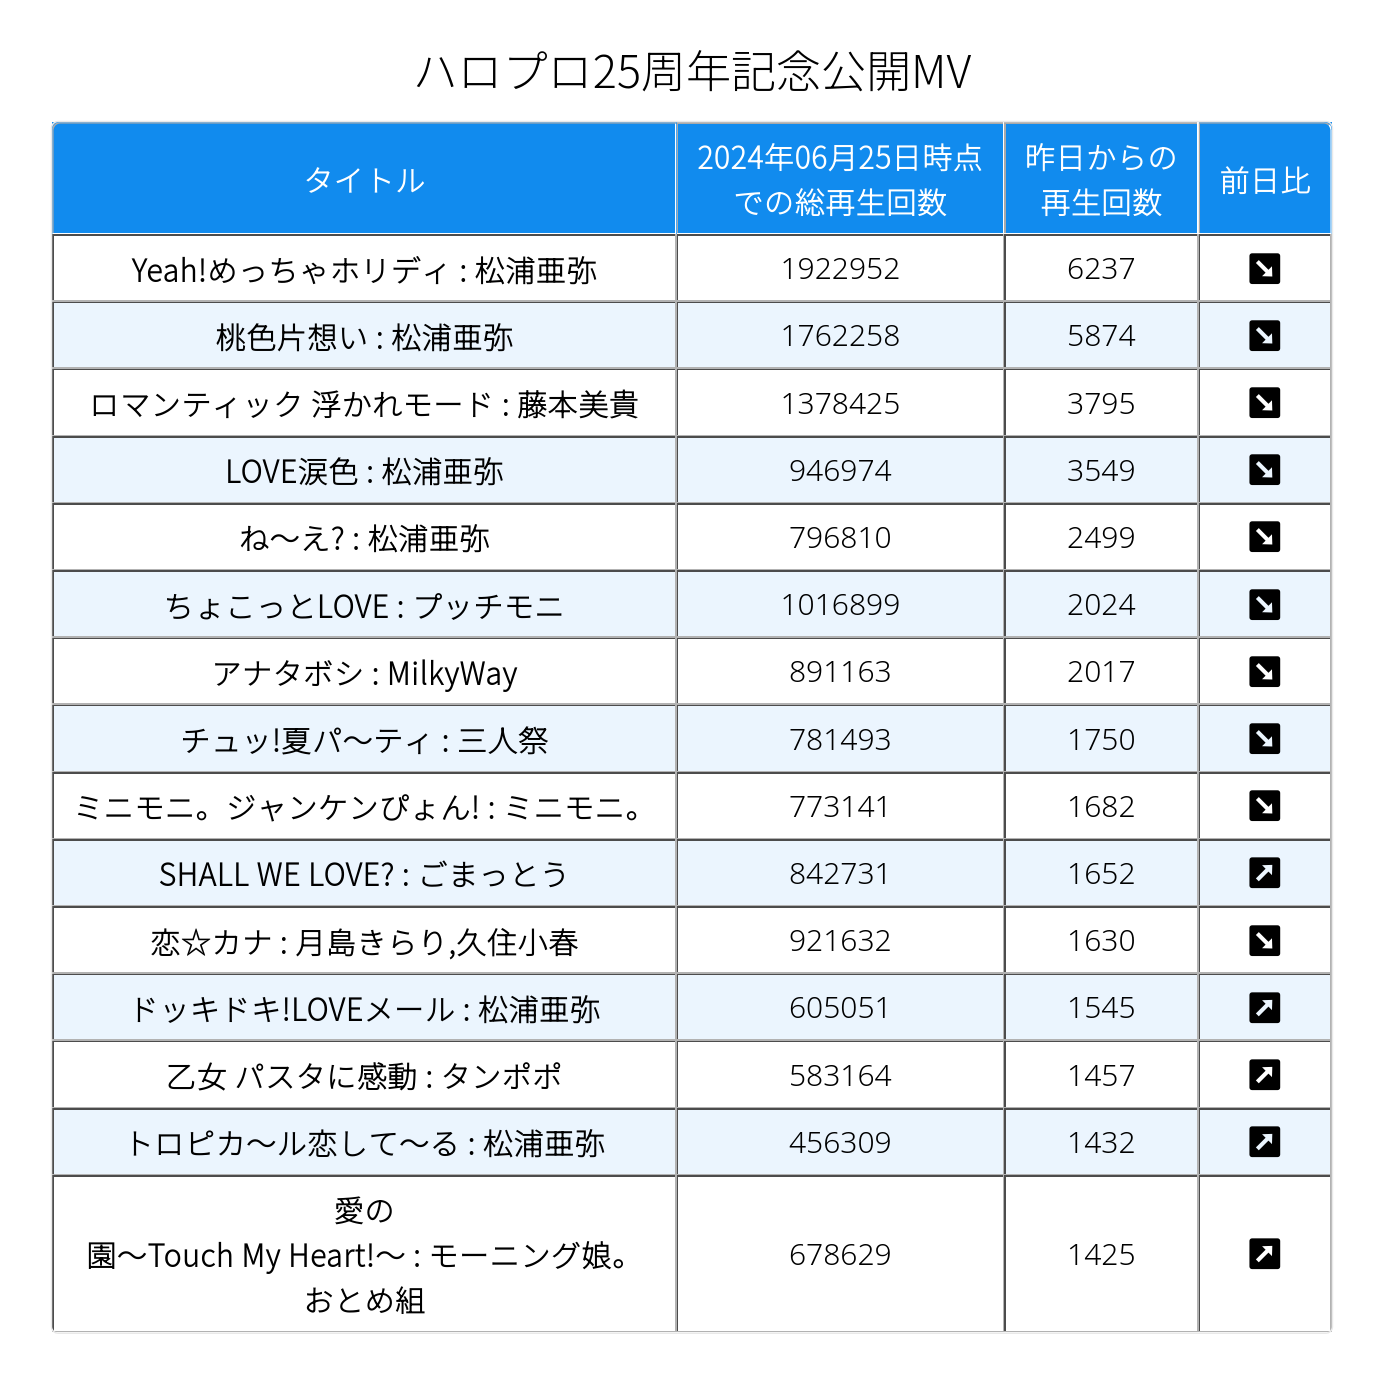 ハロプロ25周年記念公開MV
タイトル
2024年06月25日時点
での総再生回数
昨日からの
再生回数
前日比
Yeah!めっちゃホリディ : 松浦亜弥 1922952 6237
桃色片想い : 松浦亜弥 1762258 5874
ロマンティック 浮かれモード : 藤本美貴 1378425 3795
LOVE涙色 : 松浦亜弥 946974 3549
ね〜え? : 松浦亜弥 796810 2499
ちょこっとLOVE : プッチモニ 1016899 2024
アナタボシ : MilkyWay 891163 2017
チュッ!夏パ〜ティ : 三人祭 781493 1750
ミニモニ。ジャンケンぴょん! : ミニモニ。 773141 1682
SHALL WE LOVE? : ごまっとう 842731 1652
恋☆カナ : 月島きらり,久住小春 921632 1630
ドッキドキ!LOVEメール : 松浦亜弥 605051 1545
乙女 パスタに感動 : タンポポ 583164 1457
トロピカ〜ル恋して〜る : 松浦亜弥 456309 1432
愛の
園〜Touch My Heart!〜 : モーニング娘。
おとめ組
678629 1425